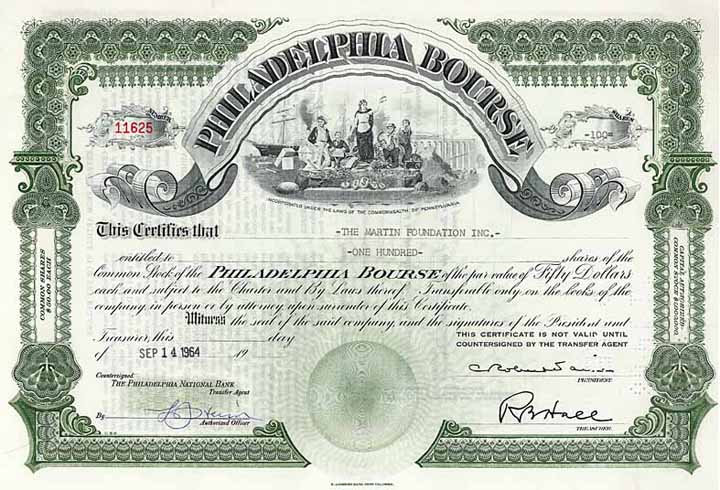 PHILADELPHIA BOURSE
NUMBER
11625
SHARES
-100-
INCORPORATED UNDER THE LAWS OF THE COMMONWEALTH OF PENNSYLVANIA
This Certifies that -THE MARTIN FOUNDATION INC.-
-ONE HUNDRED-
entitled to shares of the
Common Stock of the PHILADELPHIA BOURSE of the par value of Fifty Dollars
each and subject to the Charter and By Laws thereof. Transferable only on the books of the
company in person or by attorney upon surrender of this Certificate.
Witness the seal of the said company, and the signatures of the President and
Treasurer, this day
of SEP 14 1964 19
THIS CERTIFICATE IS NOT VALID UNTIL
COUNTERSIGNED BY THE TRANSFER AGENT
COMMON SHARES
$50.00 EACH
CAPITAL AUTHORIZED
COMMON STOCK
Countersigned:
THE PHILADELPHIA NATIONAL BANK
Transfer Agent
By
Authorized Officer
PRESIDENT
R B Hall
TREASURER